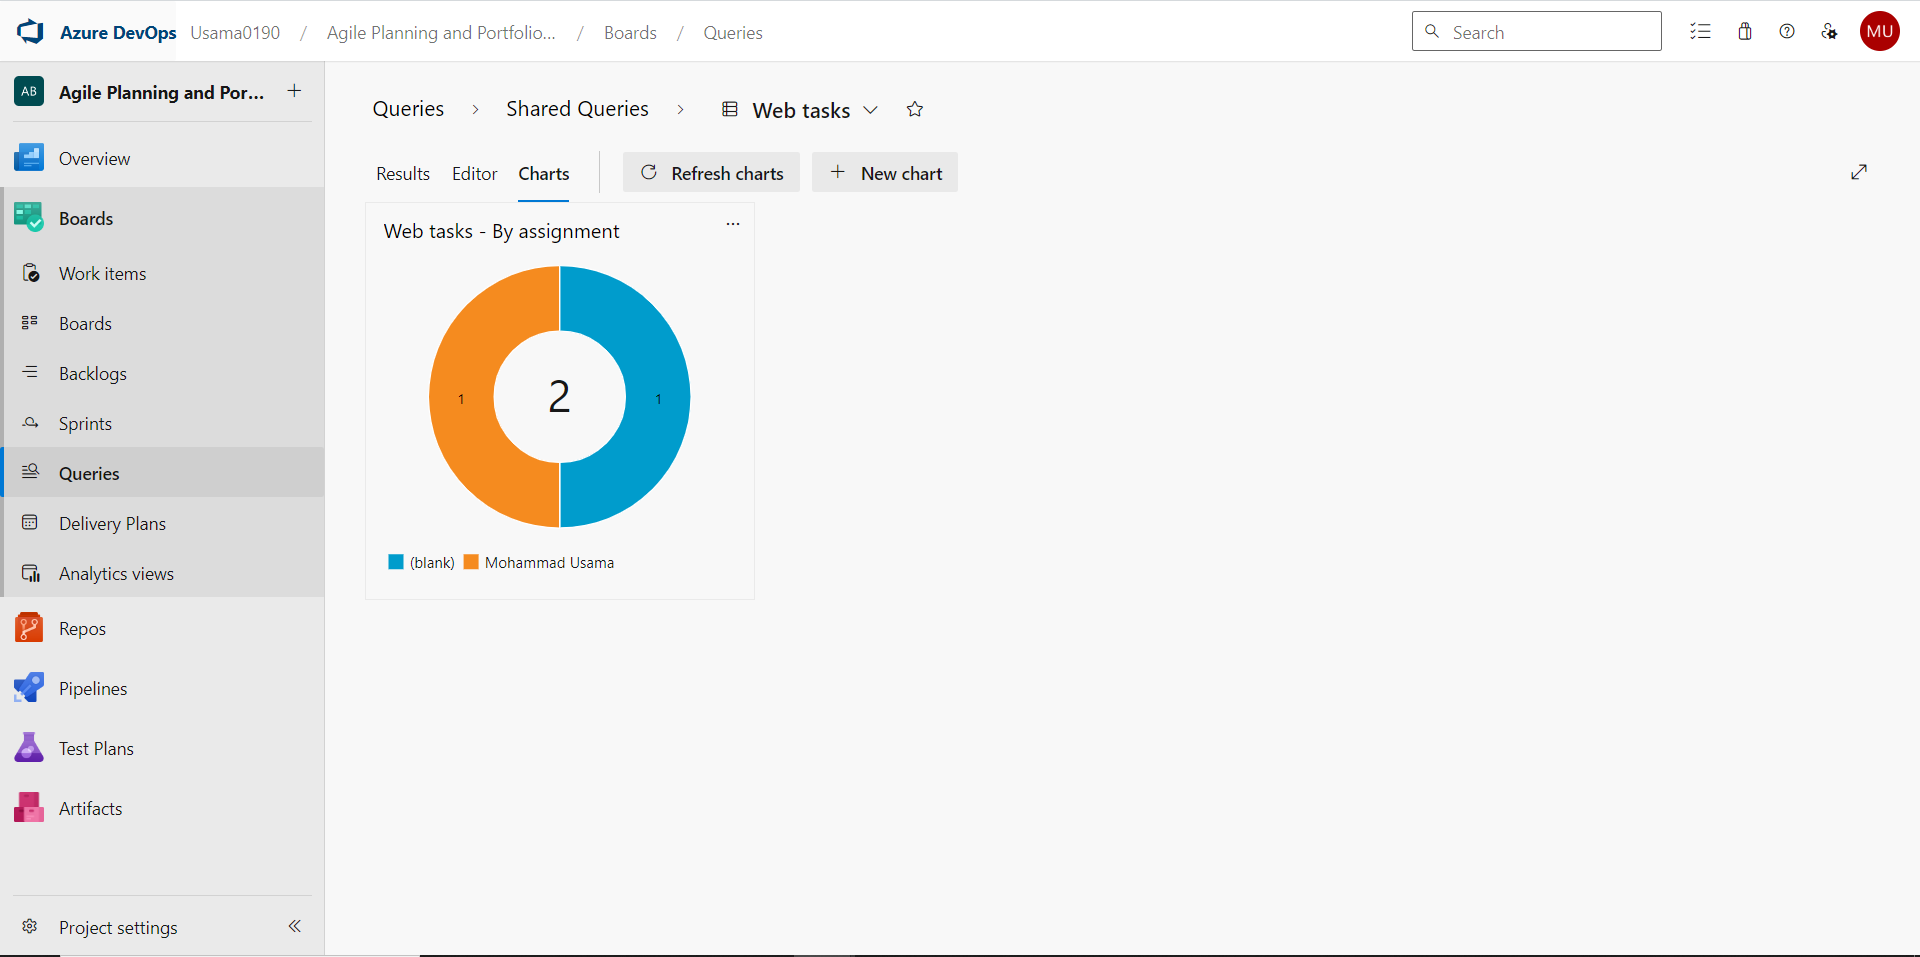 Azure DevOps Usama0190 / Agile Planning and Portfolio... / Boards / Queries Search MU
AB Agile Planning and Por... +
Queries > Shared Queries > Web tasks
Overview
Results Editor Charts Refresh charts + New chart
Boards
Web tasks - By assignment ...
Work items
Boards
Backlogs
1 2 1
Sprints
Queries
Delivery Plans
(blank) Mohammad Usama
Analytics views
Repos
Pipelines
Test Plans
Artifacts
Project settings